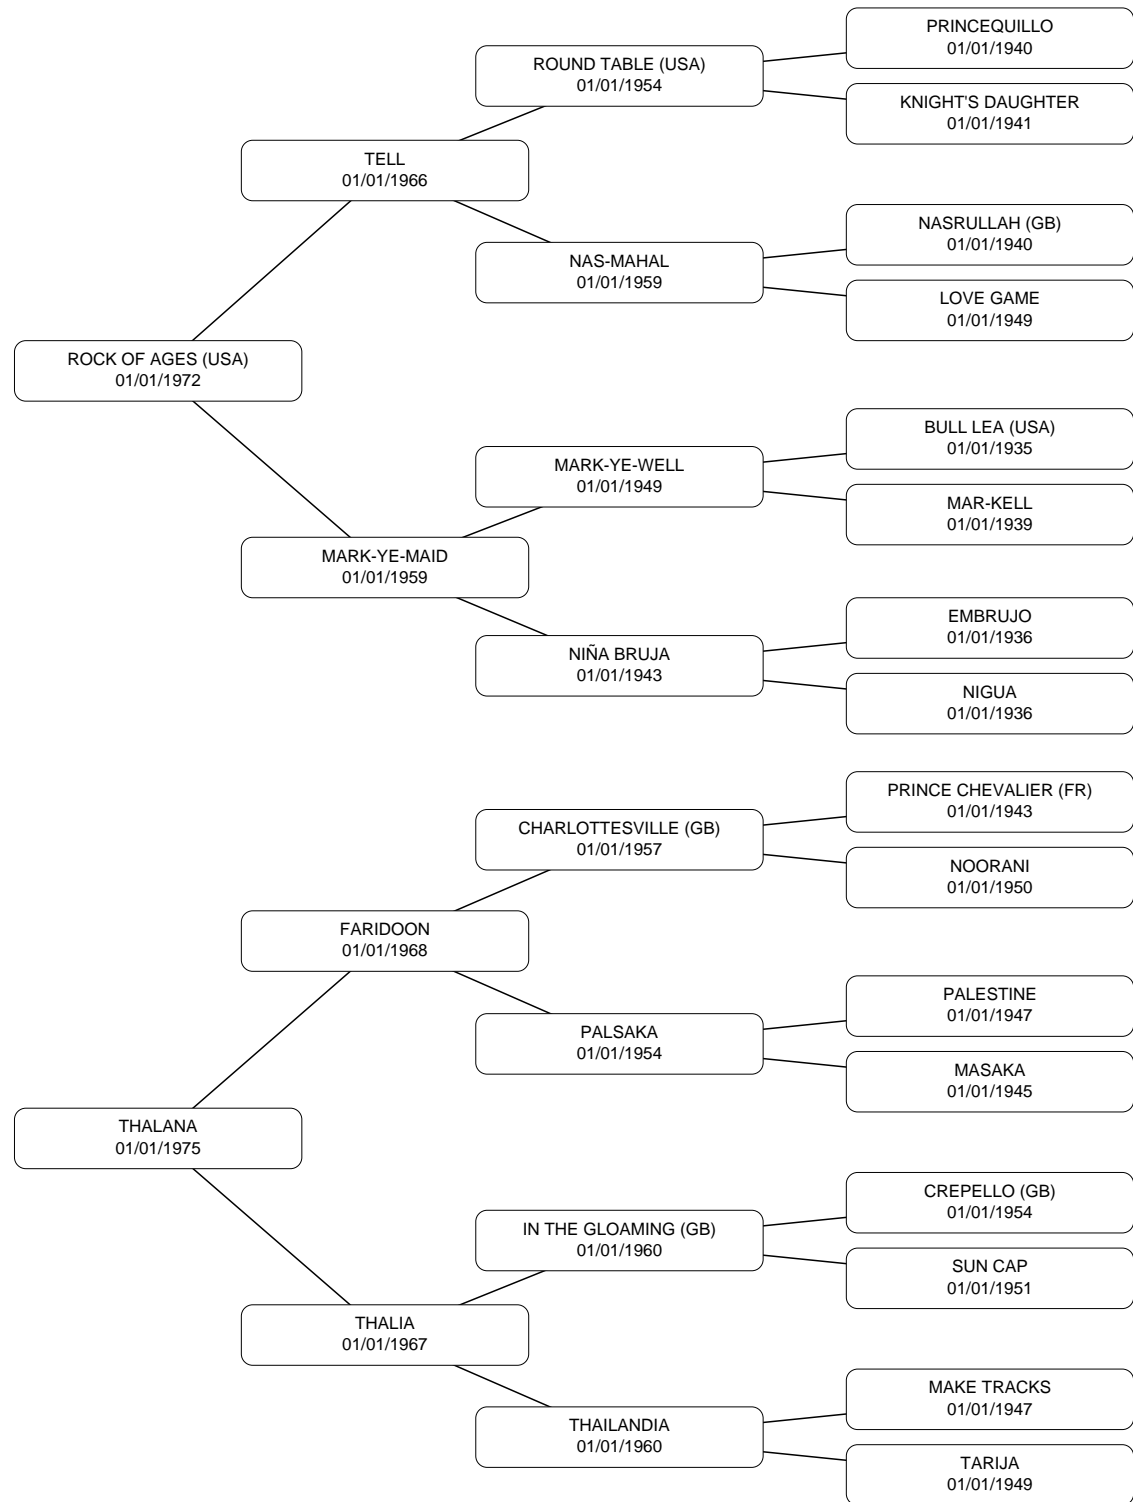 PRINCEQUILLO
01/01/1940
ROUND TABLE (USA)
01/01/1954
KNIGHT'S DAUGHTER
01/01/1941
TELL
01/01/1966
NASRULLAH (GB)
01/01/1940
NAS-MAHAL
01/01/1959
LOVE GAME
01/01/1949
ROCK OF AGES (USA)
01/01/1972
BULL LEA (USA)
01/01/1935
MARK-YE-WELL
01/01/1949
MAR-KELL
01/01/1939
MARK-YE-MAID
01/01/1959
EMBRUJO
01/01/1936
NIÑA BRUJA
01/01/1943
NIGUA
01/01/1936
PRINCE CHEVALIER (FR)
01/01/1943
CHARLOTTESVILLE (GB)
01/01/1957
NOORANI
01/01/1950
FARIDOON
01/01/1968
PALESTINE
01/01/1947
PALSAKA
01/01/1954
MASAKA
01/01/1945
THALANA
01/01/1975
CREPELLO (GB)
01/01/1954
IN THE GLOAMING (GB)
01/01/1960
SUN CAP
01/01/1951
THALIA
01/01/1967
MAKE TRACKS
01/01/1947
THAILANDIA
01/01/1960
TARIJA
01/01/1949